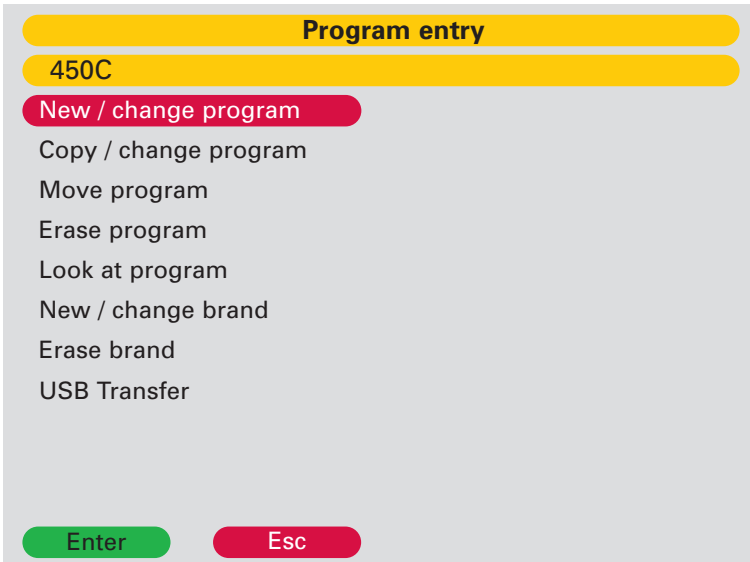 Program entry
450C
New / change program
Copy / change program
Move program
Erase program
Look at program
New / change brand
Erase brand
USB Transfer
Enter Esc